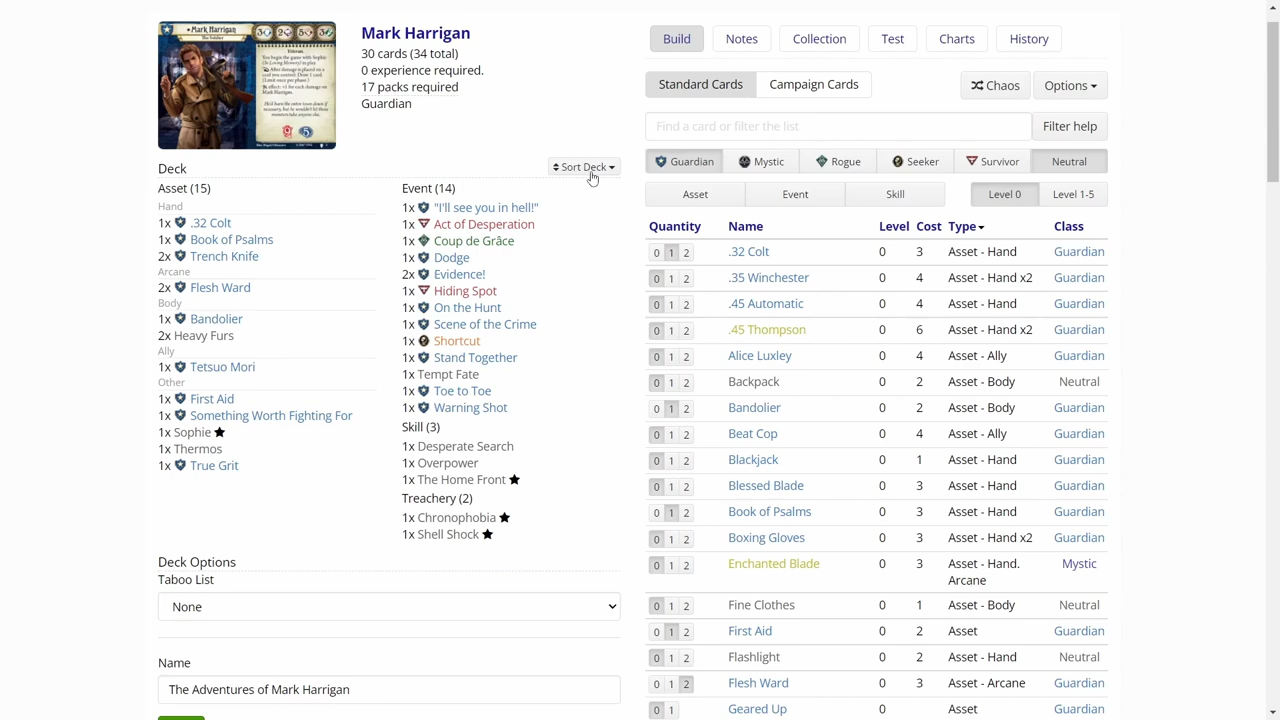 Mark Harrigan
The Soldier
Mark Harrigan
30 cards (34 total)
0 experience required.
17 packs required
Guardian
Deck
Sort Deck
Asset (15)
Hand
1x .32 Colt
1x Book of Psalms
2x Trench Knife
Arcane
2x Flesh Ward
Body
1x Bandolier
2x Heavy Furs
Ally
1x Tetsuo Mori
Other
1x First Aid
1x Something Worth Fighting For
1x Sophie
1x Thermos
1x True Grit
Event (14)
1x "I'll see you in hell!"
1x Act of Desperation
1x Coup de Grâce
1x Dodge
2x Evidence!
1x Hiding Spot
1x On the Hunt
1x Scene of the Crime
1x Shortcut
1x Stand Together
1x Tempt Fate
1x Toe to Toe
1x Warning Shot
Skill (3)
1x Desperate Search
1x Overpower
1x The Home Front
Treachery (2)
1x Chronophobia
1x Shell Shock
Deck Options
Taboo List
None
Name
The Adventures of Mark Harrigan
Build Notes Collection Test Charts History
Standard Cards Campaign Cards Chaos Options
Find a card or filter the list Filter help
Guardian Mystic Rogue Seeker Survivor Neutral
Asset Event Skill Level 0 Level 1-5
Quantity Name Level Cost Type Class
0 1 2 .32 Colt 0 3 Asset - Hand Guardian
0 1 2 .35 Winchester 0 4 Asset - Hand x2 Guardian
0 1 2 .45 Automatic 0 4 Asset - Hand Guardian
0 1 2 .45 Thompson 0 6 Asset - Hand x2 Guardian
0 1 2 Alice Luxley 0 4 Asset - Ally Guardian
0 1 2 Backpack 0 2 Asset - Body Neutral
0 1 2 Bandolier 0 2 Asset - Body Guardian
0 1 2 Beat Cop 0 4 Asset - Ally Guardian
0 1 2 Blackjack 0 1 Asset - Hand Guardian
0 1 2 Blessed Blade 0 3 Asset - Hand Guardian
0 1 2 Book of Psalms 0 3 Asset - Hand Guardian
0 1 2 Boxing Gloves 0 3 Asset - Hand x2 Guardian
0 1 2 Enchanted Blade 0 3 Asset - Hand. Mystic
Arcane
0 1 2 Fine Clothes 0 1 Asset - Body Neutral
0 1 2 First Aid 0 2 Asset Guardian
0 1 2 Flashlight 0 2 Asset - Hand Neutral
0 1 2 Flesh Ward 0 3 Asset - Arcane Guardian
0 1 Geared Up 0 Asset Guardian